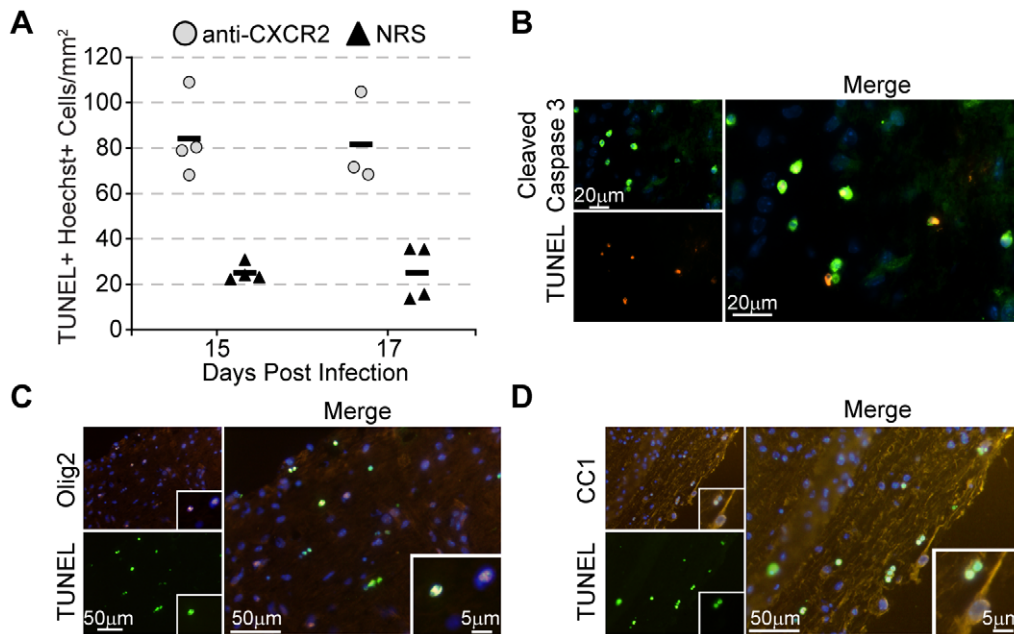 A
anti-CXCR2 NRS
TUNEL+ Hoechst+ Cells/mm²
120
100
80
60
40
20
0
15 17
Days Post Infection
B
Merge
Cleaved
Caspase 3
20μm
TUNEL
20μm
C
Merge
Olig2
TUNEL
50μm
50μm
5μm
D
Merge
CC1
TUNEL
50μm
5μm